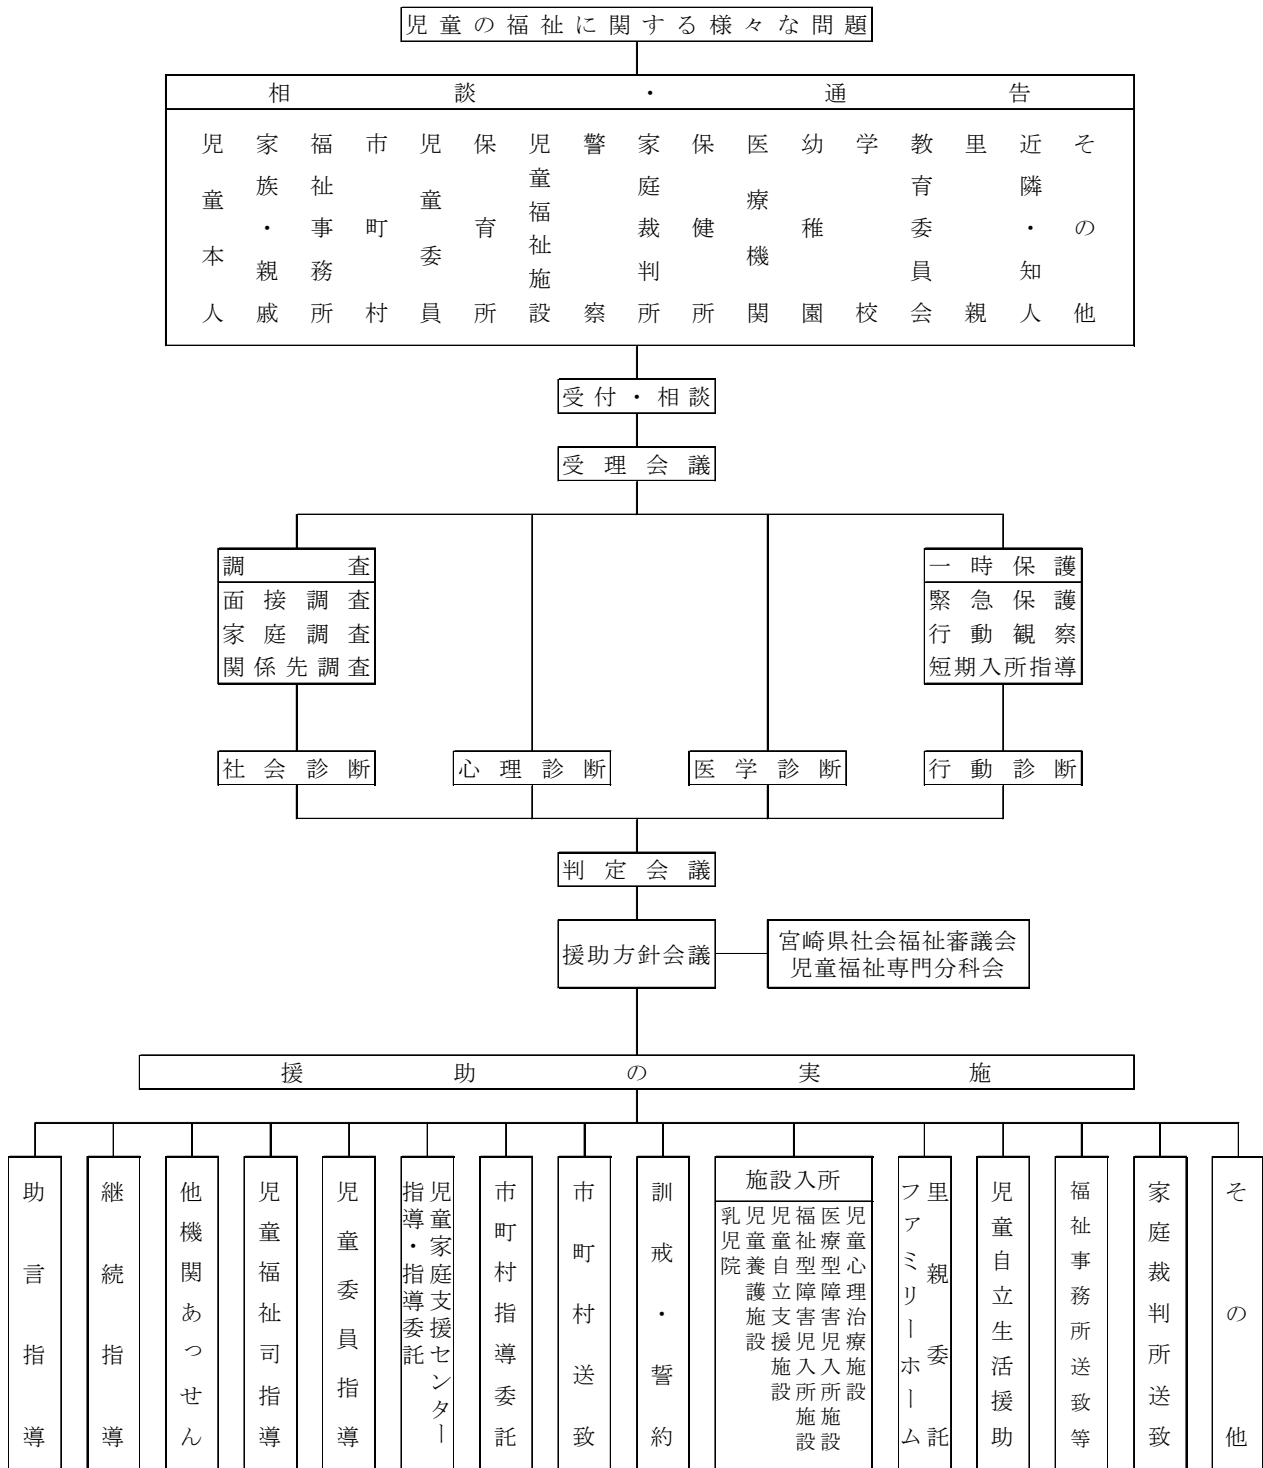 児童の福祉に関する様々な問題
相談・通告
児童本人
家族・親戚
福祉事務所
市町村
児童委員
保育所
児童福祉施設
警察
家庭裁判所
保健所
医療機関
幼稚園
学校
教育委員会
里親
近隣・知人
その他
受付・相談
受理会議
調査
面接調査
家庭調査
関係先調査
一時保護
緊急保護
行動観察
短期入所指導
社会診断
心理診断
医学診断
行動診断
判定会議
援助方針会議
宮崎県社会福祉審議会
児童福祉専門分科会
援助の実施
助言指導
継続指導
他機関あっせん
児童福祉司指導
児童委員指導
児童家庭支援センター
指導・指導委託
市町村指導委託
市町村送致
訓戒・誓約
施設入所
児童心理治療施設
医療型障害児入所施設
福祉型障害児入所施設
児童自立支援施設
児童養護施設
乳児院
里親委託
ファミリーホーム
児童自立生活援助
福祉事務所送致等
家庭裁判所送致
その他